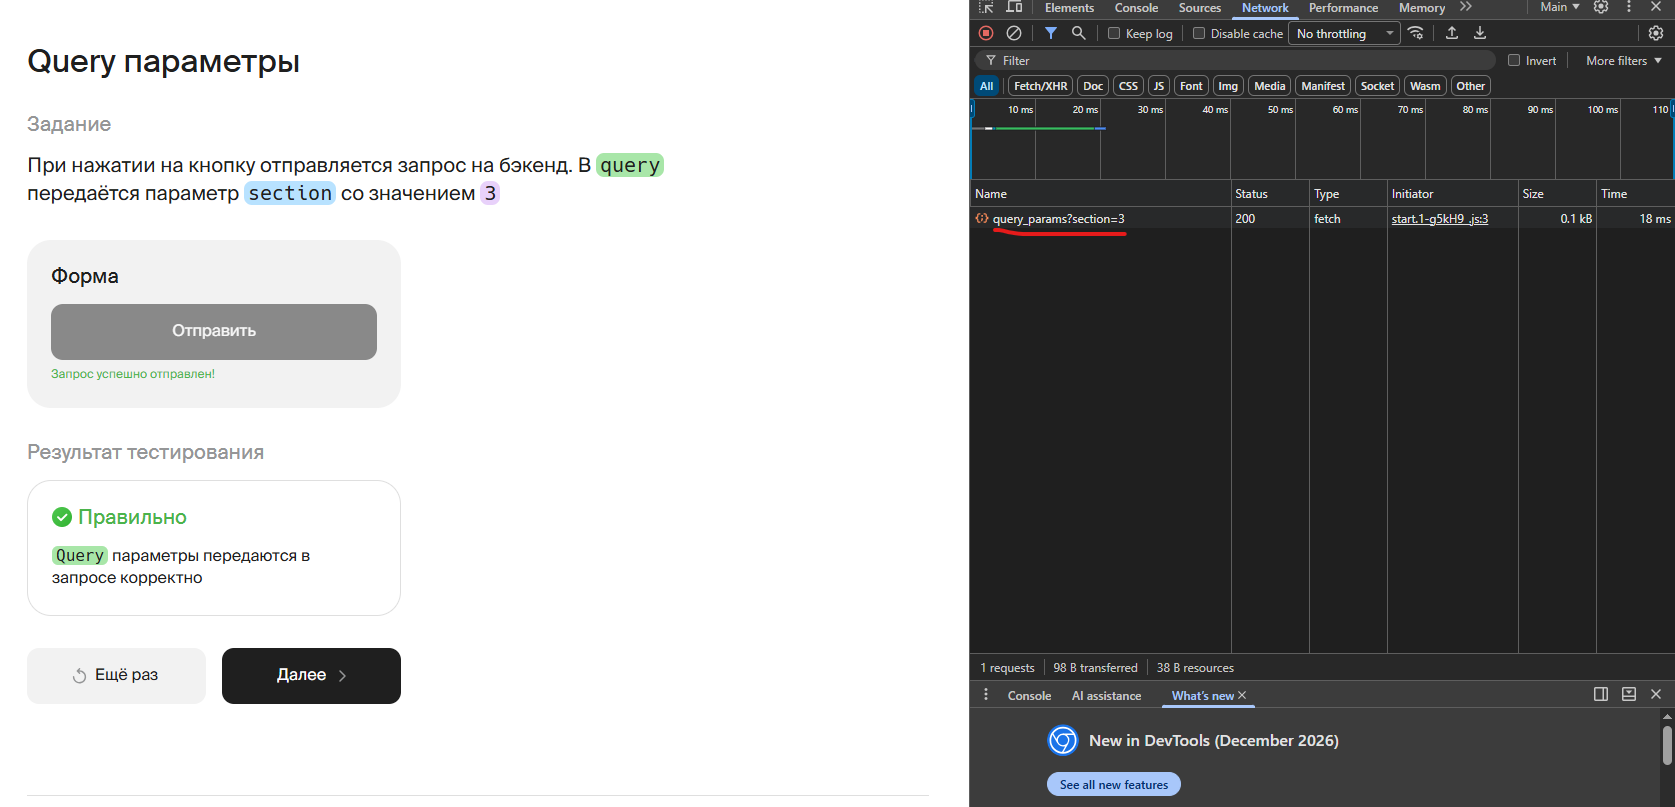 Query параметры
Задание
При нажатии на кнопку отправляется запрос на бэкенд. В query
передаётся параметр section со значением 3
Форма
Отправить
Запрос успешно отправлен!
Результат тестирования
Правильно
Query параметры передаются в
запросе корректно
Ещё раз
Далее
Elements Console Sources Network Performance Memory Main
Keep log Disable cache No throttling
Filter Invert More filters
All Fetch/XHR Doc CSS JS Font Img Media Manifest Socket Wasm Other
10 ms 20 ms 30 ms 40 ms 50 ms 60 ms 70 ms 80 ms 90 ms 100 ms 110
Name Status Type Initiator Size Time
query_params?section=3 200 fetch start.1-g5kH9_.js:3 0.1 kB 18 ms
1 requests 98 B transferred 38 B resources
Console AI assistance What's new
New in DevTools (December 2026)
See all new features